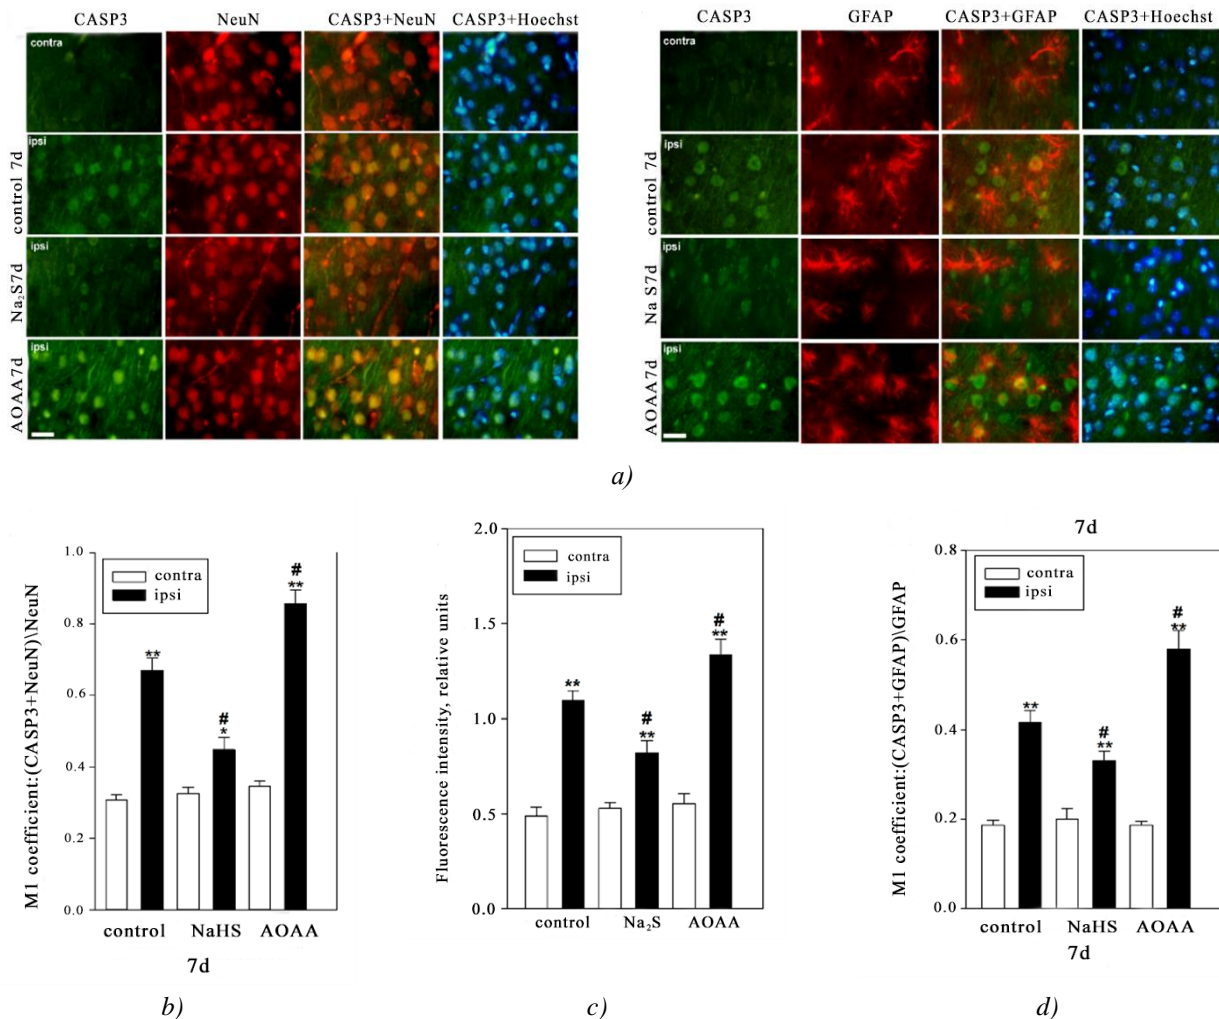 CASP3 NeuN CASP3+NeuN CASP3+Hoechst
contra
control 7d
ipsi
Na₂S7d
ipsi
AOAA7d
ipsi
CASP3 GFAP CASP3+GFAP CASP3+Hoechst
contra
control 7d
ipsi
Na S7d
ipsi
AOAA7d
ipsi
a)
M1 coefficient:(CASP3+NeuN)\\NeuN
1.0
0.8
0.6
0.4
0.2
0.0
contra
ipsi
**
#
*
#
**
control NaHS AOAA
7d
b)
Fluorescence intensity, relative units
2.0
1.5
1.0
0.5
0.0
contra
ipsi
**
#
**
#
**
control Na₂S AOAA
c)
7d
M1 coefficient:(CASP3+GFAP)\GFAP
0.8
0.6
0.4
0.2
0.0
contra
ipsi
**
#
**
#
**
control NaHS AOAA
7d
d)